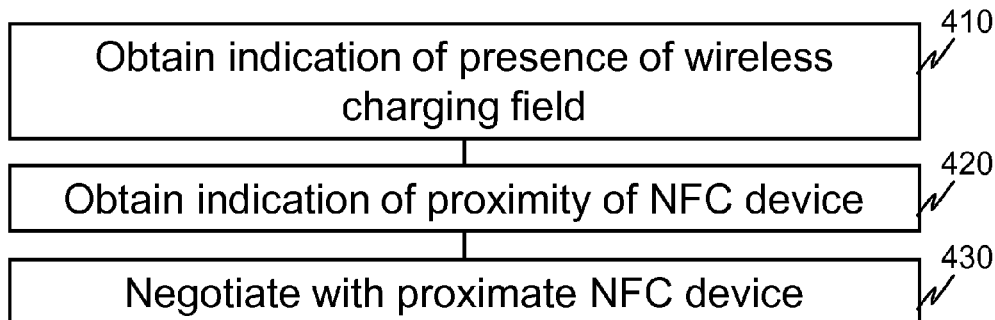 410
Obtain indication of presence of wireless
charging field
420
Obtain indication of proximity of NFC device
430
Negotiate with proximate NFC device